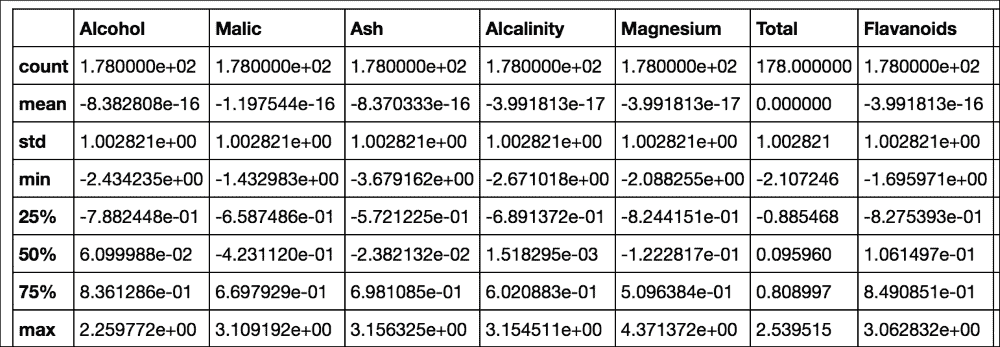 Alcohol Malic Ash Alcalinity Magnesium Total Flavanoids
count 1.780000e+02 1.780000e+02 1.780000e+02 1.780000e+02 1.780000e+02 178.000000 1.780000e+02
mean -8.382808e-16 -1.197544e-16 -8.370333e-16 -3.991813e-17 -3.991813e-17 0.000000 -3.991813e-16
std 1.002821e+00 1.002821e+00 1.002821e+00 1.002821e+00 1.002821e+00 1.002821 1.002821e+00
min -2.434235e+00 -1.432983e+00 -3.679162e+00 -2.671018e+00 -2.088255e+00 -2.107246 -1.695971e+00
25% -7.882448e-01 -6.587486e-01 -5.721225e-01 -6.891372e-01 -8.244151e-01 -0.885468 -8.275393e-01
50% 6.099988e-02 -4.231120e-01 -2.382132e-02 1.518295e-03 -1.222817e-01 0.095960 1.061497e-01
75% 8.361286e-01 6.697929e-01 6.981085e-01 6.020883e-01 5.096384e-01 0.808997 8.490851e-01
max 2.259772e+00 3.109192e+00 3.156325e+00 3.154511e+00 4.371372e+00 2.539515 3.062832e+00